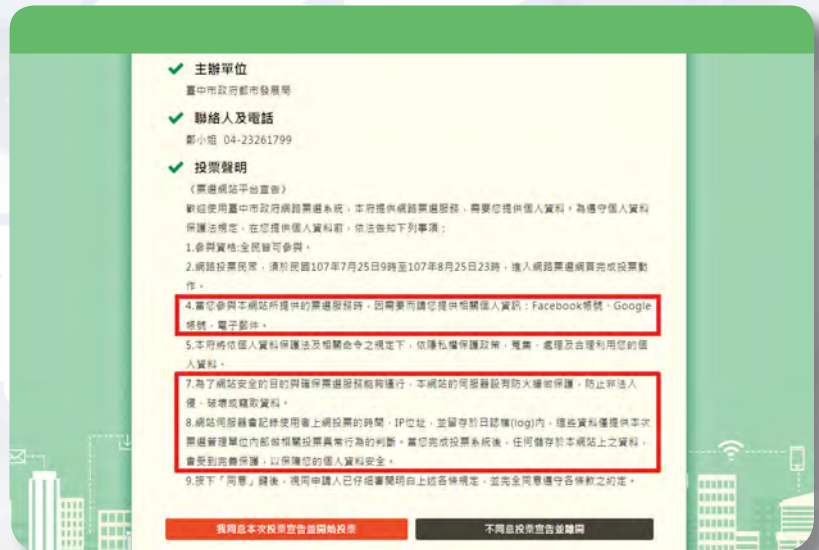 主辦單位
臺中市政府都市發展局
聯絡人及電話
鄭小姐 04-23261799
投票聲明
《票選網站平台宣告》
歡迎使用臺中市政府網路票選系統，本府提供網路票選服務，需要您提供個人資料，為遵守個人資料
保護法規定，在您提供個人資料前，依法告知下列事項：
1.參與資格:全民皆可參與。
2.網路投票民眾，須於民國107年7月25日9時至107年8月25日23時，進入網路票選網頁完成投票動
作。
4.當您參與本網站所提供的票選服務時，因需要而請您提供相關個人資訊：Facebook帳號、Google
帳號、電子郵件。
5.本府將依個人資料保護法及相關命令之規定下，依隱私權保護政策，蒐集、處理及合理利用您的個
人資料。
7.為了網站安全的目的與確保票選服務能夠運行，本網站的伺服器設有防火牆做保護，防止非法入
侵、破壞或竊取資料。
8.網站伺服器會記錄使用者上網投票的時間、IP位址，並留存於日誌檔(log)內，這些資料僅提供本次
票選管理單位內部做相關投票異常行為的判斷。當您完成投票系統後，任何儲存於本網站上之資料，
會受到完善保護，以保障您的個人資料安全。
9.按下「同意」鍵後，視同申請人已仔細審閱明白上述各條規定，並完全同意遵守各條款之約定。
我同意本次投票宣告並開始投票
不同意投票宣告並離開